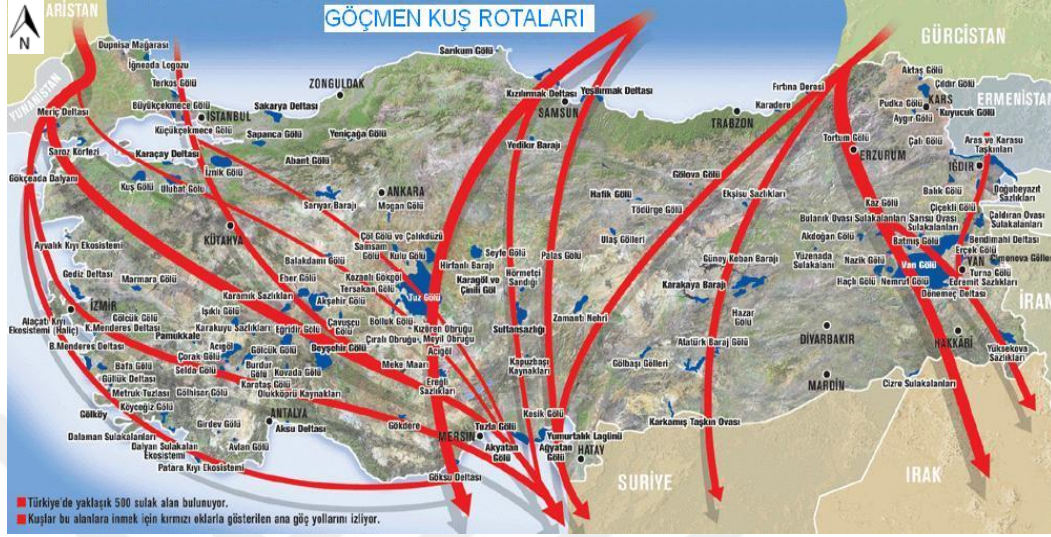 GÖÇMEN KUŞ ROTALARI
ARİSTAN
N
YUNANİSTAN
GÜRCİSTAN
ERMENİSTAN
İRAN
IRAK
SURİYE
Dupnisa Mağarası
İğneada Logozu
Terkos Gölü
Büyükçekmece Gölü
İSTANBUL
Küçükçekmece Gölü
Meriç Deltası
Saroz Körfezi
Karaçay Deltası
Gökçeada Dalyanı
Kuş Gölü
Ulubat Gölü
İznik Gölü
Sapanca Gölü
Sakarya Deltası
ZONGULDAK
Yeniçağa Gölü
Abant Gölü
Sarıkum Gölü
Kızılırmak Deltası
Yeşilırmak Deltası
SAMSUN
Yedikır Barajı
TRABZON
Karadere
Fırtına Deresi
Aktaş Gölü
Çıldır Gölü
Pudka Gölü
KARS
Kuyucuk Gölü
Aygır Gölü
Tortum Gölü
ERZURUM
Çalı Gölü
Aras ve Karasu
Taşkınları
IĞDIR
Balık Gölü
Doğubeyazıt
Sazlıkları
ANKARA
Mogan Gölü
Sarıyar Barajı
KÜTAHYA
Çöl Gölü ve Çalıkdüzü
Samsam
Gölü
Kulu Gölü
Balakdamı Gölü
Kozanlı Gökgöl
Tersakan Gölü
Eber Gölü
Karamık Sazlıkları
Akşehir Gölü
Tuz Gölü
Hirfanlı Barajı
Seyfe Gölü
Karagöl ve
Çinili Göl
Hörmetçi
Sazlığı
Palas Gölü
Hafik Gölü
Tödürge Gölü
Ulaş Gölleri
Gölova Gölü
Ekşisu Sazlıkları
Kaz Gölü
Bulanık Ovası Sulakalanları
Sarısu Ovası
Sulakalanları
Çiçekli Göl
Çaldıran Ovası
Sulakalanları
Akdoğan Gölü
Batmış Gölü
Bendimahi Deltası
Erçek Gölü
VAN
Yüzenada
Sulakalanı
Nazik Gölü
Van Gölü
Turna Gölü
Edremit Sazlıkları
Haçlı Gölü
Nemrut Gölü
Dönemeç Deltası
Güney Keban Barajı
Karakaya Barajı
Hazar
Gölü
Ayvalık Kıyı Ekosistemi
Gediz Deltası
Marmara Gölü
İZMİR
Alaçatı Kıyı
Ekosistemi (Haliç)
Gölcük Gölü
K.Menderes Deltası
B.Menderes Deltası
Pamukkale
Işıklı Gölü
Karakuyu Sazlıkları
Eğridir Gölü
Çavuşcu
Gölü
Bolluk Gölü
Kızören Obruğu
Çıralı Obruğu
Meyil Obruğu
Acıgöl
Meke Maarı
Sultansazlığı
Zamantı Nehri
Acıgöl
Gölcük Gölü
Beyşehir Gölü
Çorak Gölü
Burdur
Gölü
Kovada Gölü
Salda Gölü
Karataş Gölü
Gölhisar Gölü
Olukköprü Kaynakları
Bafa Gölü
Güllük Deltası
Metruk Tuzlası
Köyceğiz Gölü
Gölköy
Girdev Gölü
Avlan Gölü
ANTALYA
Aksu Deltası
Dalaman Sulakanları
Dalyan Sulakalan
Ekosistemi
Patara Kıyı Ekosistemi
Ereğli
Sazlıkları
Kapuzbaşı
Kaynakları
Gökdere
MERSİN
Tuzla Gölü
Akyatan
Gölü
Göksu Deltası
Kesik Gölü
Yumurtalık Lagünü
Ağyatan
Gölü
HATAY
Gölbaşı Gölleri
Atatürk Baraj Gölü
Karkamış Taşkın Ovası
DİYARBAKIR
MARDİN
Cizre Sulakalanları
HAKKARİ
Yüksekova
Sazlıkları
Türkiye'de yaklaşık 500 sulak alan bulunuyor.
Kuşlar bu alanlara inmek için kırmızı oklarla gösterilen ana göç yollarını izliyor.